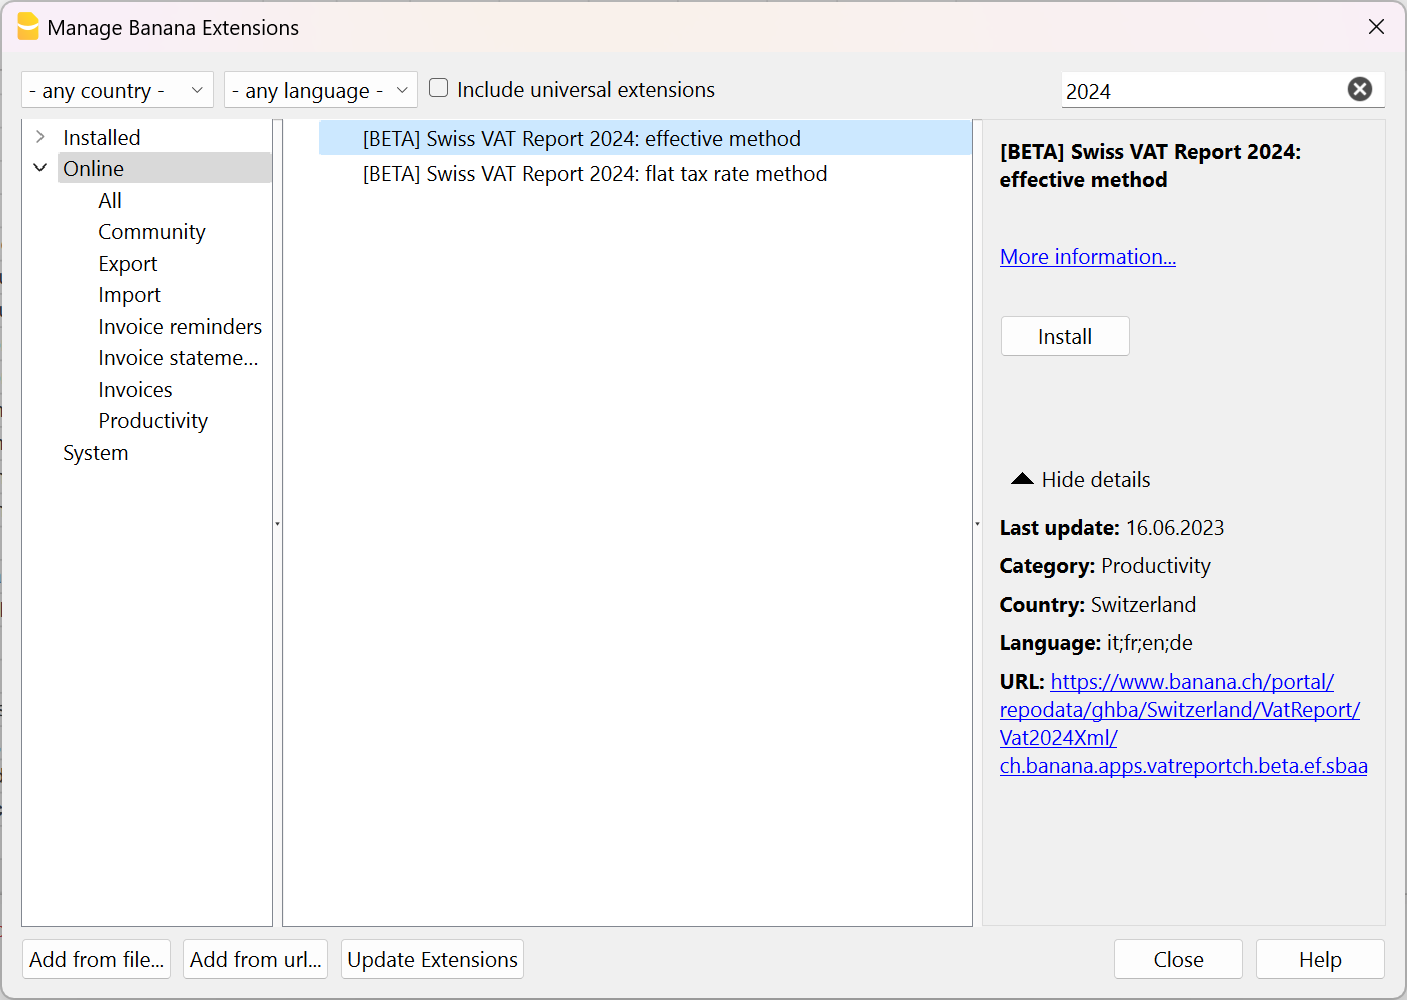 Manage Banana Extensions
- any country -
- any language -
Include universal extensions
2024
Installed
Online
All
Community
Export
Import
Invoice reminders
Invoice stateme...
Invoices
Productivity
System
[BETA] Swiss VAT Report 2024: effective method
[BETA] Swiss VAT Report 2024: flat tax rate method
[BETA] Swiss VAT Report 2024:
effective method
More information...
Install
Hide details
Last update: 16.06.2023
Category: Productivity
Country: Switzerland
Language: it;fr;en;de
URL: https://www.banana.ch/portal/
repodata/ghba/Switzerland/VatReport/
Vat2024Xml/
ch.banana.apps.vatreportch.beta.ef.sbaa
Add from file...
Add from url...
Update Extensions
Close
Help